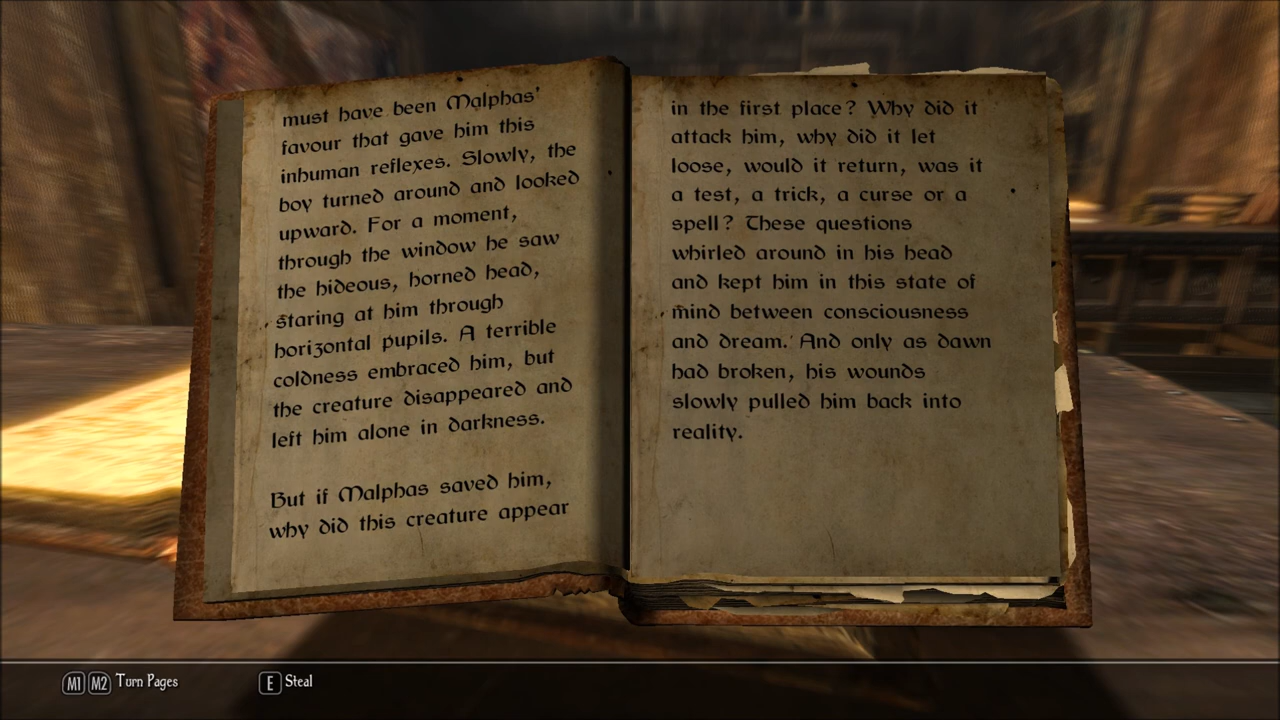 must have been Malphas'
favour that gave him this
inhuman reflexes. Slowly, the
boy turned around and looked
upward. For a moment,
through the window he saw
the hideous, horned head,
staring at him through
horizontal pupils. A terrible
coldness embraced him, but
the creature disappeared and
left him alone in darkness.
But if Malphas saved him,
why did this creature appear
in the first place? Why did it
attack him, why did it let
loose, would it return, was it
a test, a trick, a curse or a
spell? These questions
whirled around in his head
and kept him in this state of
mind between consciousness
and dream. And only as dawn
had broken, his wounds
slowly pulled him back into
reality.
M1 M2 Turn Pages
E Steal